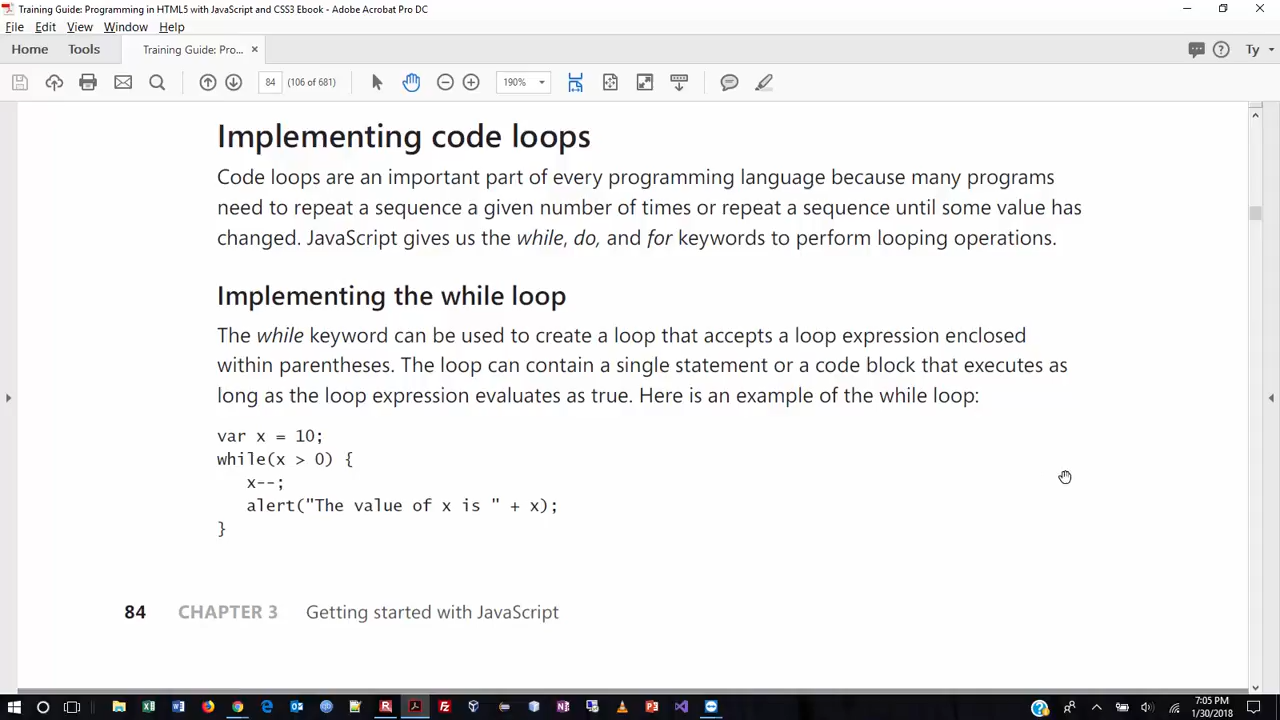 Training Guide: Programming in HTML5 with JavaScript and CSS3 Ebook - Adobe Acrobat Pro DC
File Edit View Window Help
Home Tools Training Guide: Pro... × Ty
84 (106 of 681) 190%
Implementing code loops
Code loops are an important part of every programming language because many programs
need to repeat a sequence a given number of times or repeat a sequence until some value has
changed. JavaScript gives us the while, do, and for keywords to perform looping operations.
Implementing the while loop
The while keyword can be used to create a loop that accepts a loop expression enclosed
within parentheses. The loop can contain a single statement or a code block that executes as
long as the loop expression evaluates as true. Here is an example of the while loop:
var x = 10;
while(x > 0) {
x--;
alert("The value of x is " + x);
}
84 CHAPTER 3 Getting started with JavaScript
7:05 PM
1/30/2018